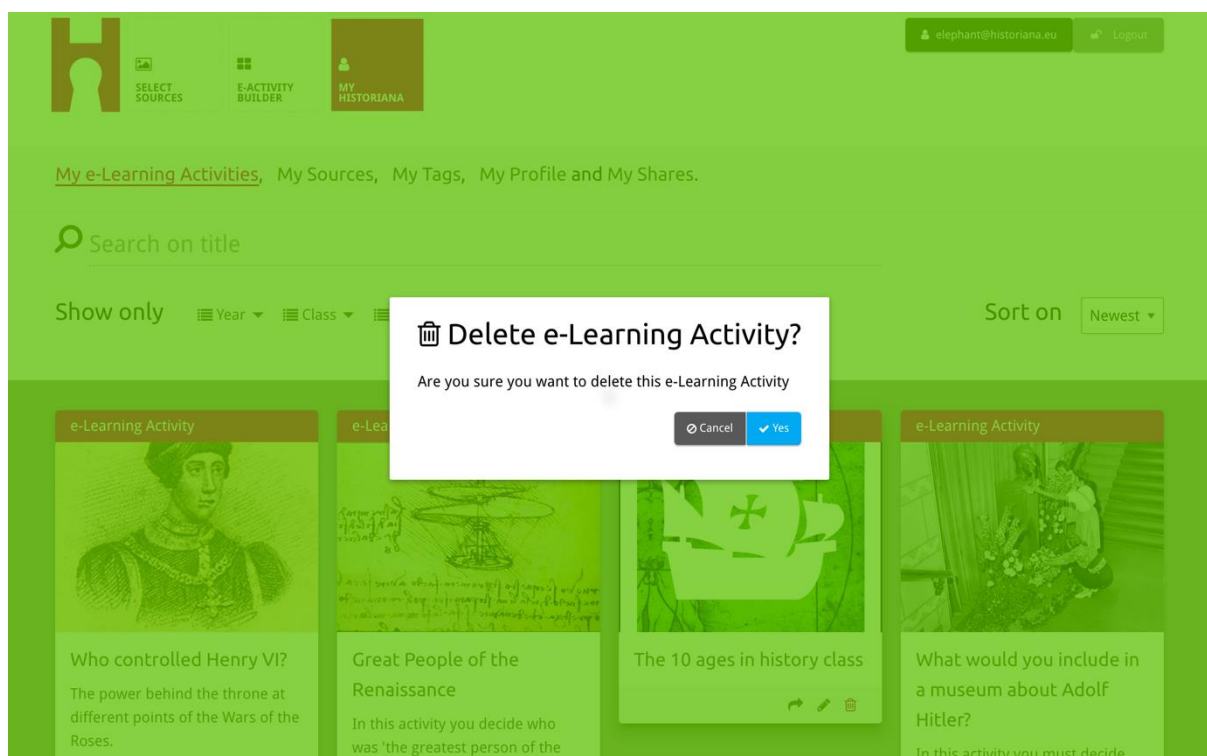 elephant@historiana.eu Logout
SELECT
SOURCES
E-ACTIVITY
BUILDER
MY
HISTORIANA
My e-Learning Activities, My Sources, My Tags, My Profile and My Shares.
Search on title
Show only Year Class
Sort on Newest
Delete e-Learning Activity?
Are you sure you want to delete this e-Learning Activity
Cancel Yes
e-Learning Activity
e-Lea
e-Learning Activity
Who controlled Henry VI?
The power behind the throne at
different points of the Wars of the
Roses.
Great People of the
Renaissance
In this activity you decide who
was 'the greatest person of the
The 10 ages in history class
What would you include in
a museum about Adolf
Hitler?
In this activity you must decide